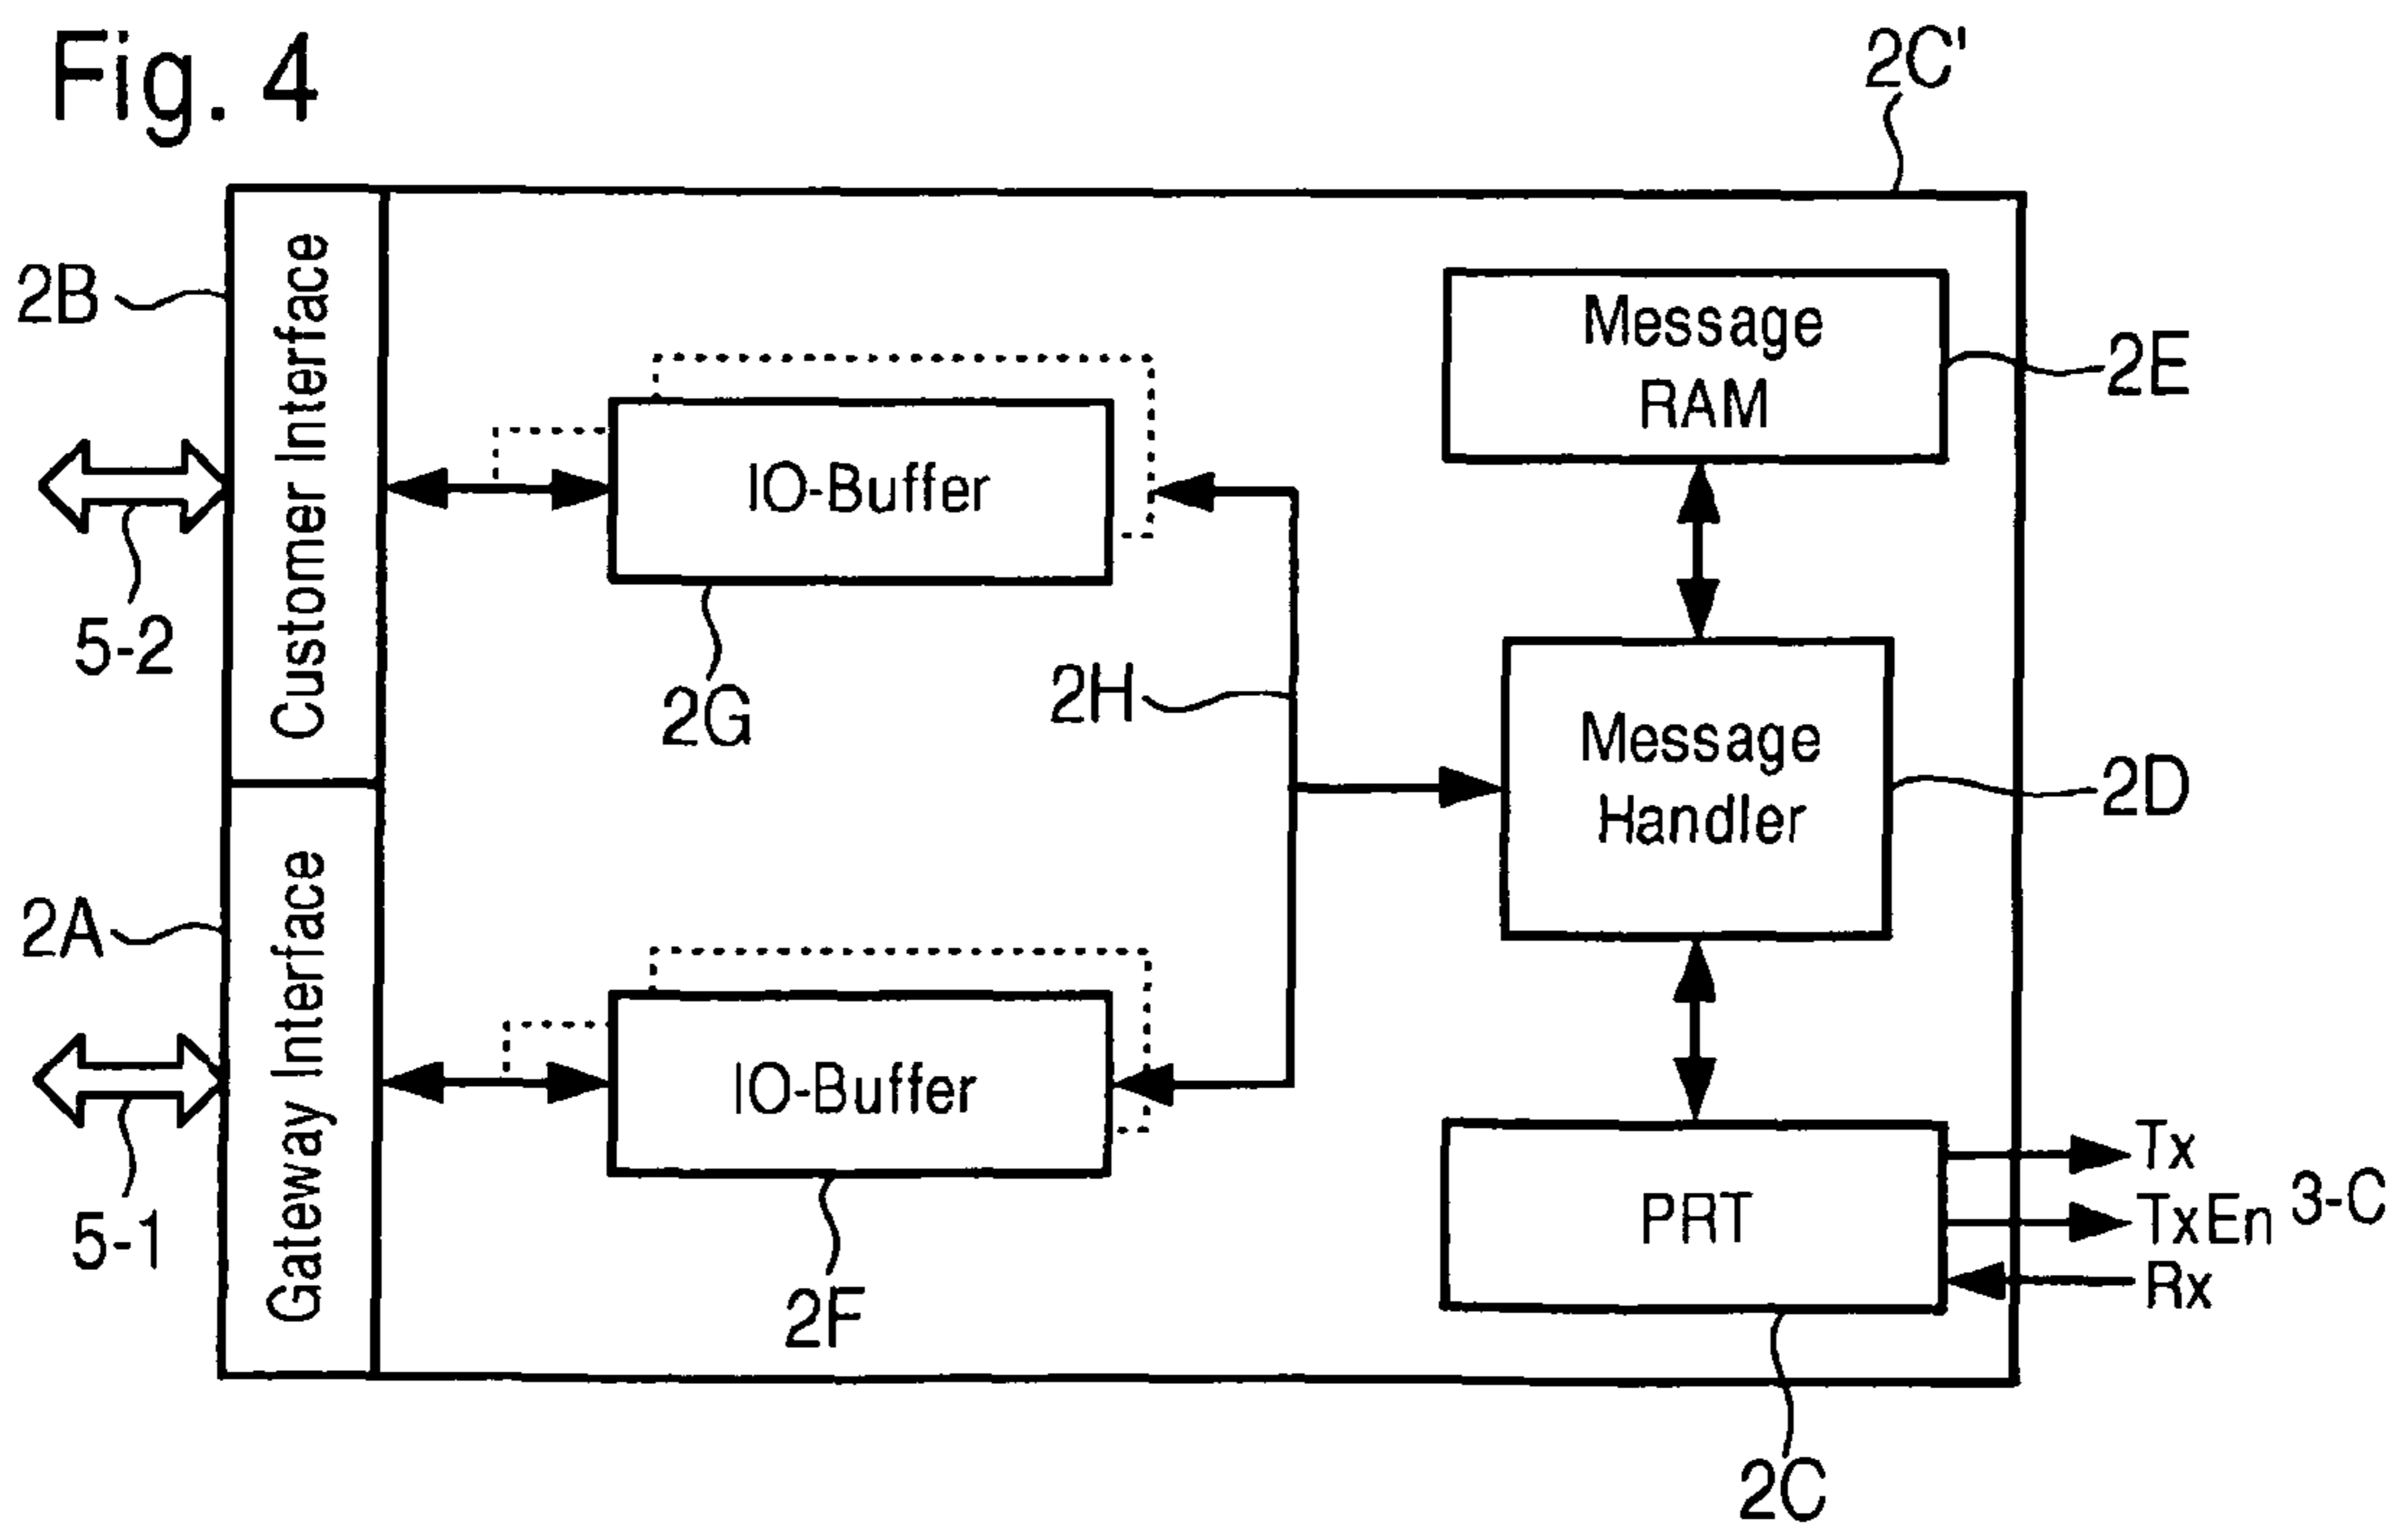 Fig. 4
2C'
2B
Customer Interface
Message
RAM
2E
IO-Buffer
5-2
2G
2H
Message
Handler
2D
2A
Gateway Interface
IO-Buffer
5-1
2F
PRT
Tx
TxEn
3-C
Rx
2C